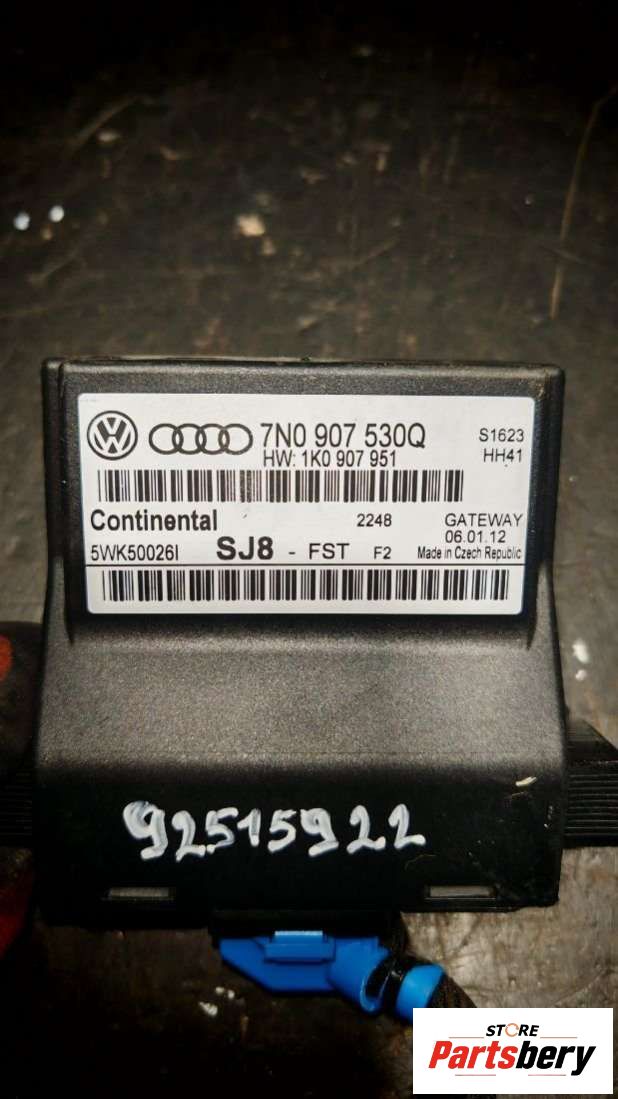 7N0 907 530Q
S1623
HW: 1K0 907 951
HH41
Continental 2248 GATEWAY
06.01.12
5WK50026I SJ8 - FST F2 Made in Czech Republic
92515922
STORE
Partsbery